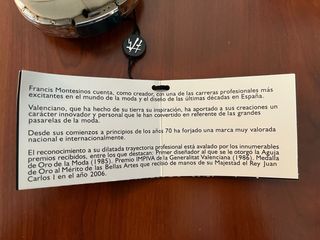 Francis Montesinos cuenta, como creador, con una de las carreras profesionales más
excitantes en el mundo de la moda y el diseño de las últimas décadas en España.
Valenciano, que ha hecho de su tierra su inspiración, ha aportado a sus creaciones un
carácter innovador y personal que le han convertido en referente de las grandes
pasarelas de la moda.
Desde sus comienzos a principios de los años 70 ha forjado una marca muy valorada
nacional e internacionalmente.
El reconocimiento a su dilatada trayectoria profesional está avalado por los innumerables
premios recibidos, entre los que destacan: Primer diseñador al que se le otorgó la Aguja
de Oro de la Moda (1985), Premio IMPIVA de la Generalitat Valenciana (1986), Medalla
de Oro al Mérito de las Bellas Artes que recibió de manos de su Majestad el Rey Juan
Carlos I en el año 2006.